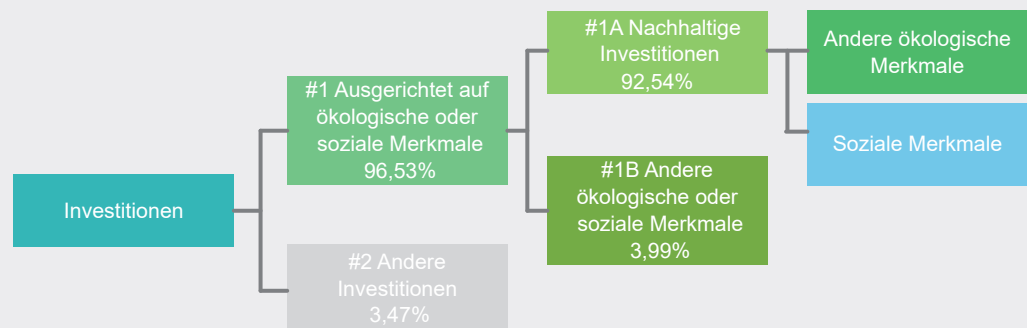 Investitionen
#1 Ausgerichtet auf
ökologische oder
soziale Merkmale
96,53%
#2 Andere
Investitionen
3,47%
#1A Nachhaltige
Investitionen
92,54%
#1B Andere
ökologische oder
soziale Merkmale
3,99%
Andere ökologische
Merkmale
Soziale Merkmale